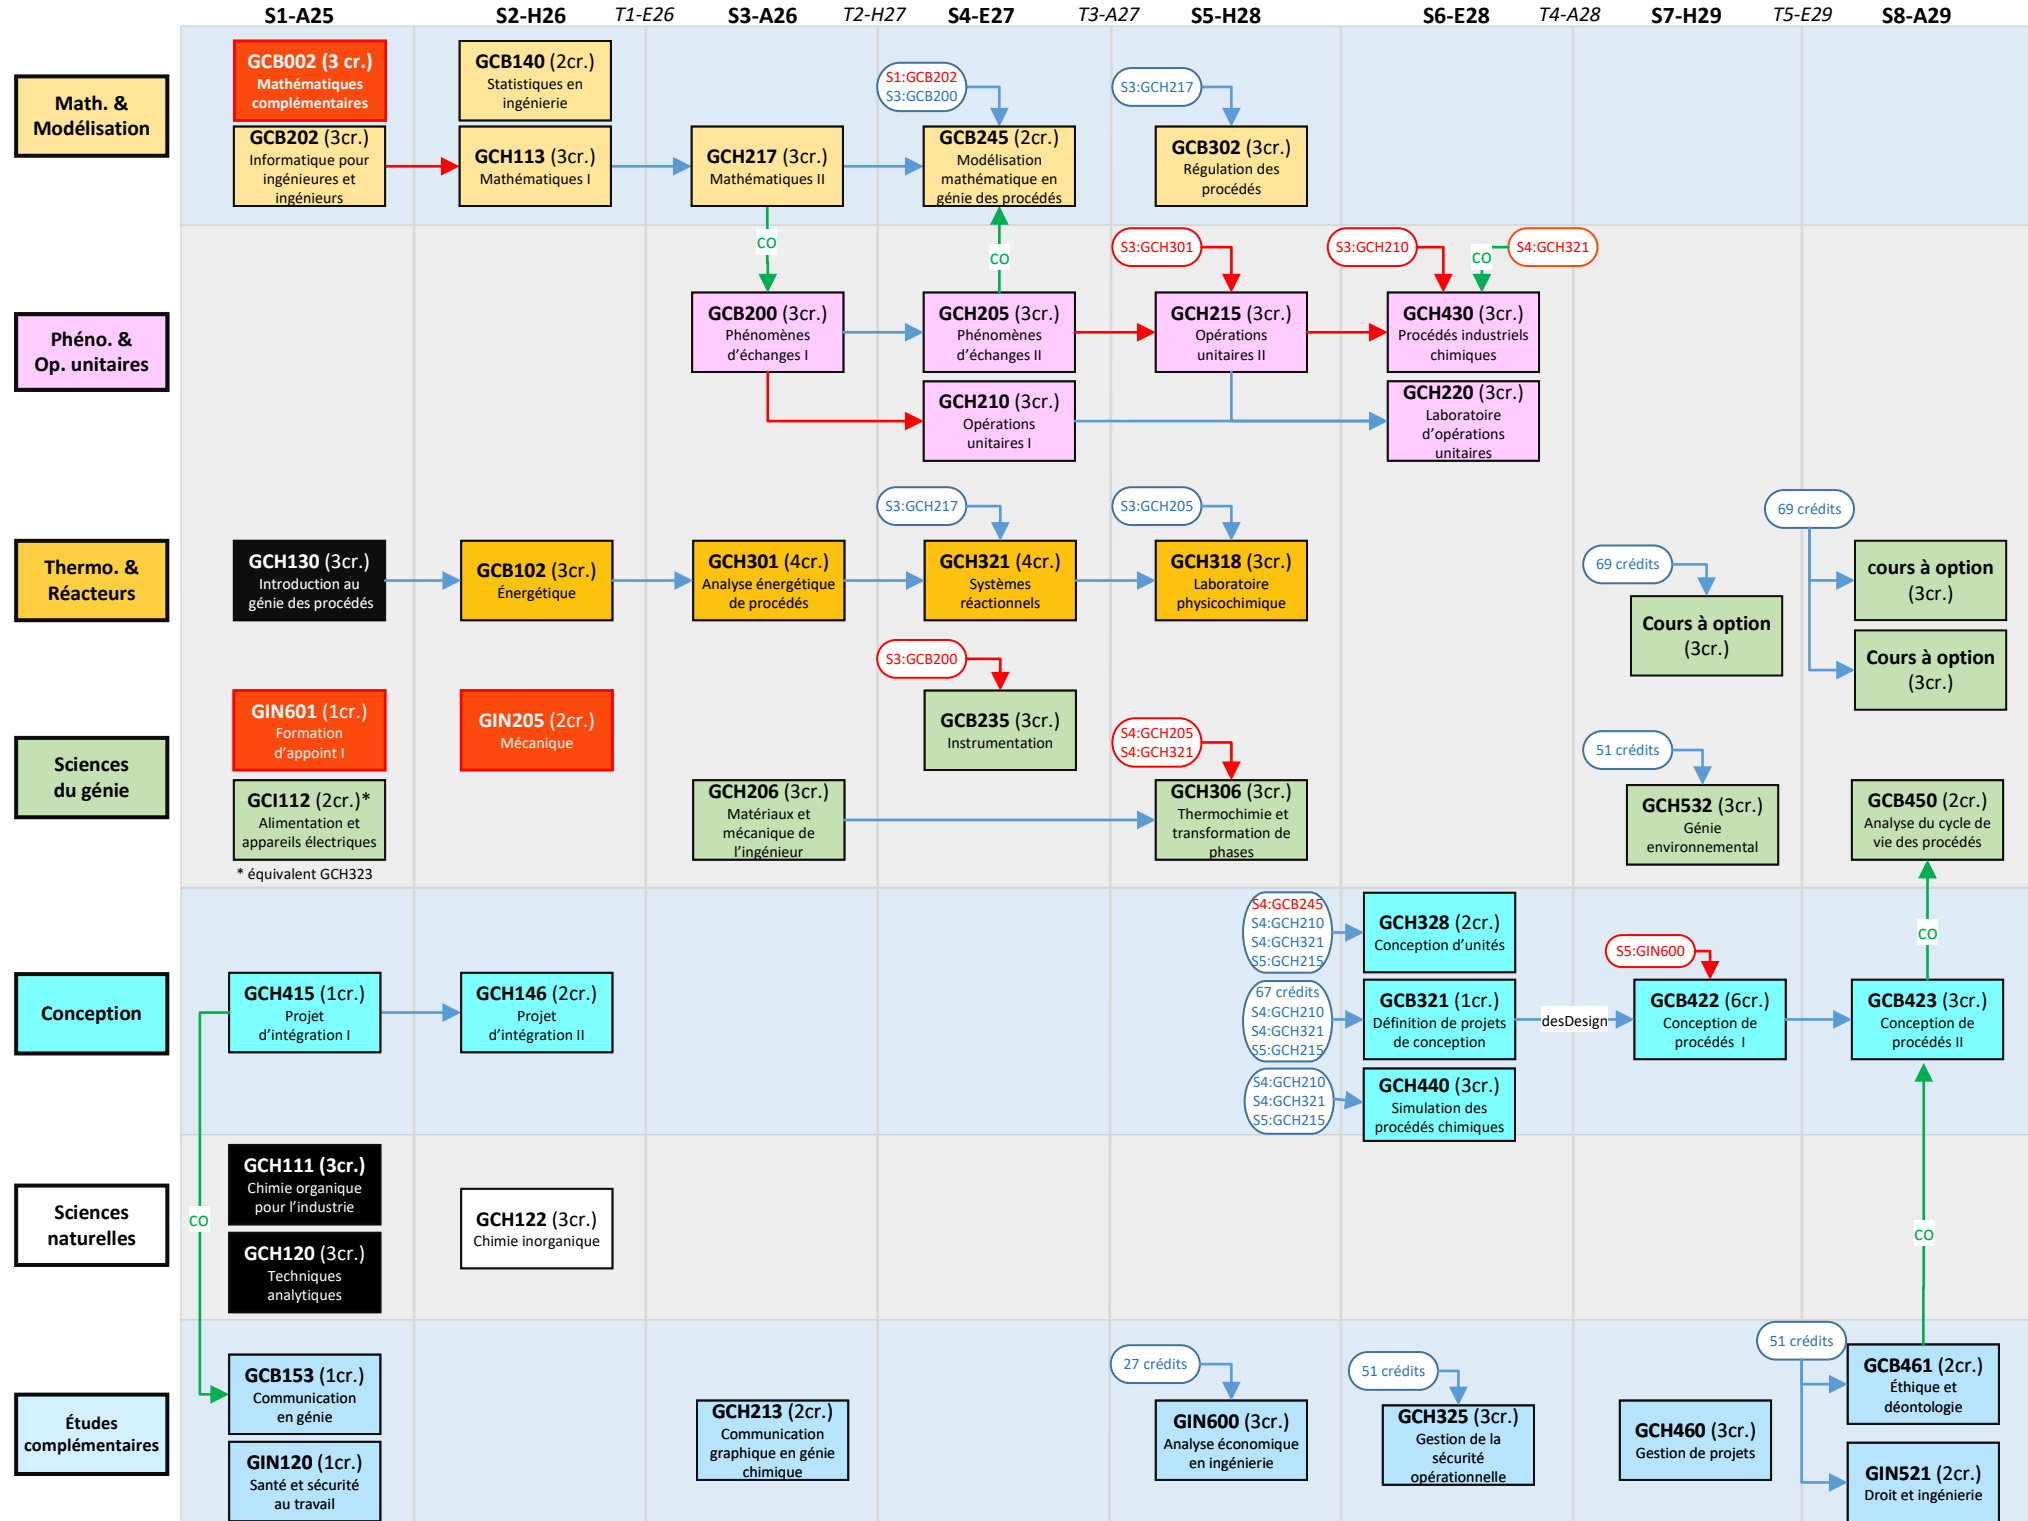 S1-A25
S2-H26
T1-E26
S3-A26
T2-H27
S4-E27
T3-A27
S5-H28
S6-E28
T4-A28
S7-H29
T5-E29
S8-A29
Math. &
Modélisation
GCB002 (3 cr.)
Mathématiques
complémentaires
GCB202 (3cr.)
Informatique pour
ingénieures et
ingénieurs
GCB140 (2cr.)
Statistiques en
ingénierie
GCH113 (3cr.)
Mathématiques I
GCH217 (3cr.)
Mathématiques II
S1:GCB202
S3:GCB200
GCB245 (2cr.)
Modélisation
mathématique en
génie des procédés
S3:GCH217
GCB302 (3cr.)
Régulation des
procédés
CO
CO
Phéno. &
Op. unitaires
GCB200 (3cr.)
Phénomènes
d'échanges I
GCH205 (3cr.)
Phénomènes
d'échanges II
GCH210 (3cr.)
Opérations
unitaires I
S3:GCH301
GCH215 (3cr.)
Opérations
unitaires II
S3:GCH210
CO
S4:GCH321
GCH430 (3cr.)
Procédés industriels
chimiques
GCH220 (3cr.)
Laboratoire
d'opérations
unitaires
Thermo. &
Réacteurs
GCH130 (3cr.)
Introduction au
génie des procédés
GCB102 (3cr.)
Énergétique
GCH301 (4cr.)
Analyse énergétique
de procédés
S3:GCH217
GCH321 (4cr.)
Systèmes
réactionnels
S3:GCH205
GCH318 (3cr.)
Laboratoire
physicochimique
69 crédits
Cours à option
(3cr.)
69 crédits
cours à option
(3cr.)
Cours à option
(3cr.)
Sciences
du génie
GIN601 (1cr.)
Formation
d'appoint I
GCI112 (2cr.)*
Alimentation et
appareils électriques
* équivalent GCH323
GIN205 (2cr.)
Mécanique
GCH206 (3cr.)
Matériaux et
mécanique de
l'ingénieur
S3:GCB200
GCB235 (3cr.)
Instrumentation
S4:GCH205
S4:GCH321
GCH306 (3cr.)
Thermochimie et
transformation de
phases
51 crédits
GCH532 (3cr.)
Génie
environnemental
GCB450 (2cr.)
Analyse du cycle de
vie des procédés
CO
Conception
GCH415 (1cr.)
Projet
d'intégration I
GCH146 (2cr.)
Projet
d'intégration II
S4:GCB245
S4:GCH210
S4:GCH321
S5:GCH215
GCH328 (2cr.)
Conception d'unités
67 crédits
S4:GCH210
S4:GCH321
S5:GCH215
GCB321 (1cr.)
Définition de projets
de conception
S4:GCH210
S4:GCH321
S5:GCH215
GCH440 (3cr.)
Simulation des
procédés chimiques
desDesign
S5:GIN600
GCB422 (6cr.)
Conception de
procédés I
GCB423 (3cr.)
Conception de
procédés II
Sciences
naturelles
CO
GCH111 (3cr.)
Chimie organique
pour l'industrie
GCH120 (3cr.)
Techniques
analytiques
GCH122 (3cr.)
Chimie inorganique
CO
Études
complémentaires
GCB153 (1cr.)
Communication
en génie
GIN120 (1cr.)
Santé et sécurité
au travail
GCH213 (2cr.)
Communication
graphique en génie
chimique
27 crédits
GIN600 (3cr.)
Analyse économique
en ingénierie
51 crédits
GCH325 (3cr.)
Gestion de la
sécurité
opérationnelle
GCH460 (3cr.)
Gestion de projets
51 crédits
GCB461 (2cr.)
Éthique et
déontologie
GIN521 (2cr.)
Droit et ingénierie